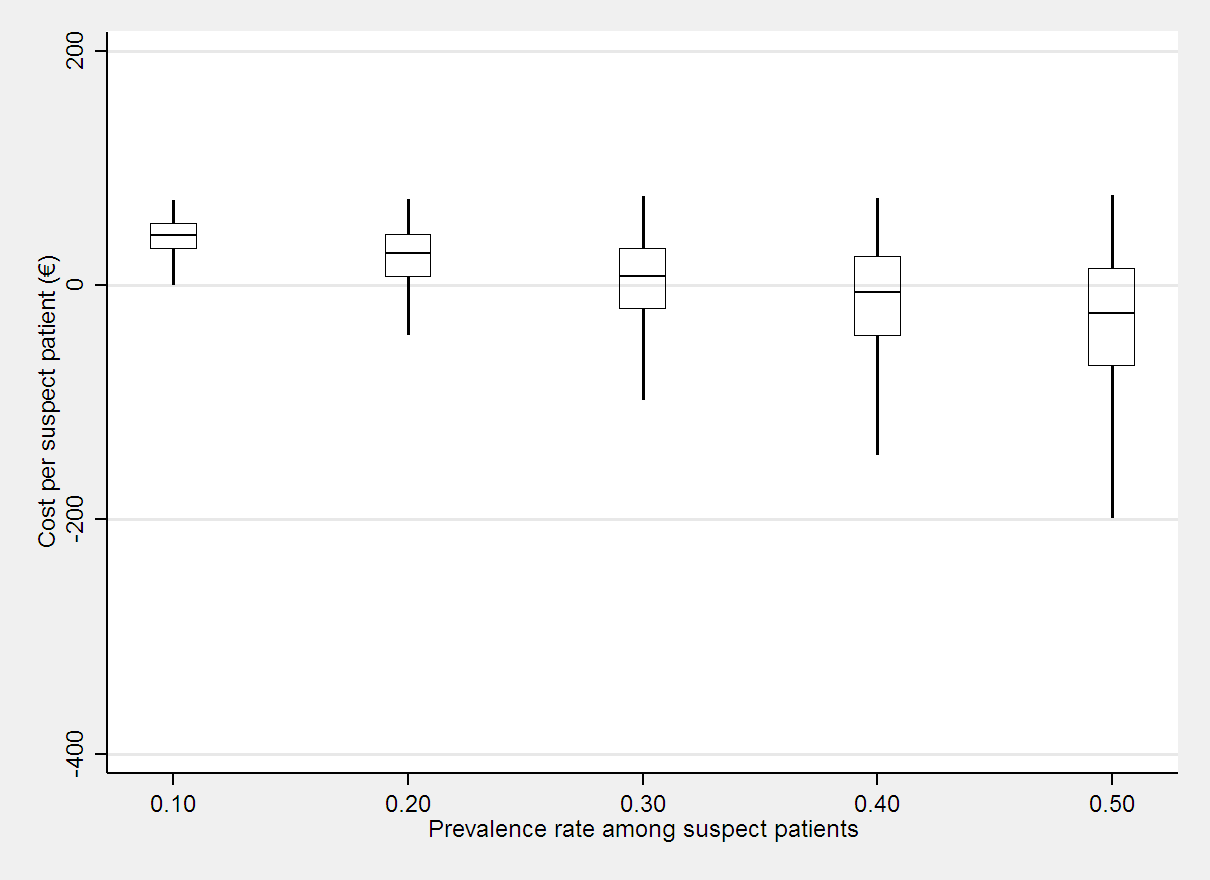 Cost per suspect patient (€)
200
0
-200
-400
0.10 0.20 0.30 0.40 0.50
Prevalence rate among suspect patients